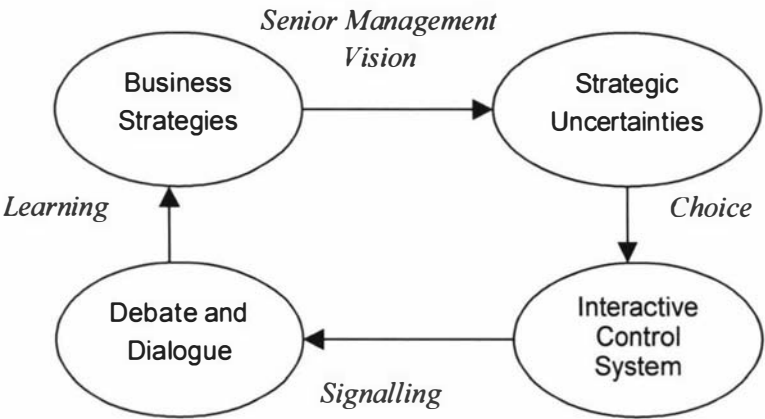 Senior Management
Vision
Business
Strategies
Strategic
Uncertainties
Learning
Choice
Debate and
Dialogue
Interactive
Control
System
Signalling